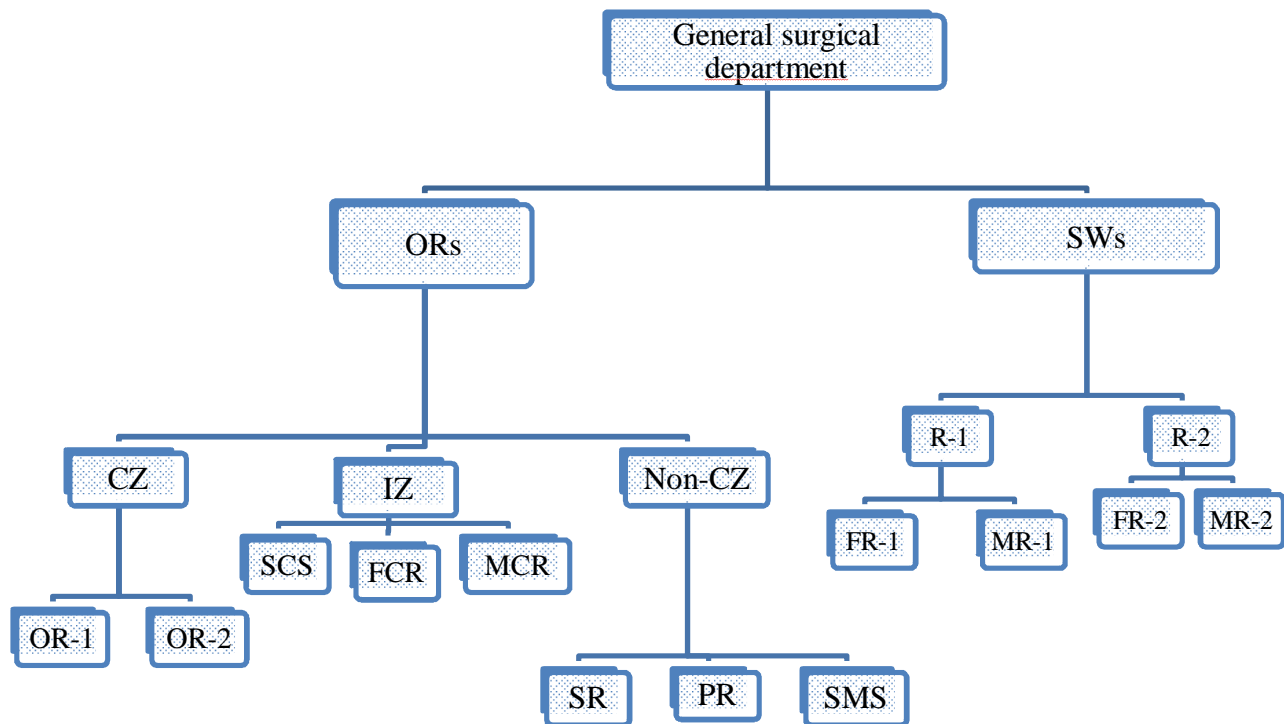 General surgical
department
ORs
SWs
CZ
IZ
Non-CZ
R-1
R-2
SCS
FCR
MCR
FR-1
MR-1
FR-2
MR-2
OR-1
OR-2
SR
PR
SMS